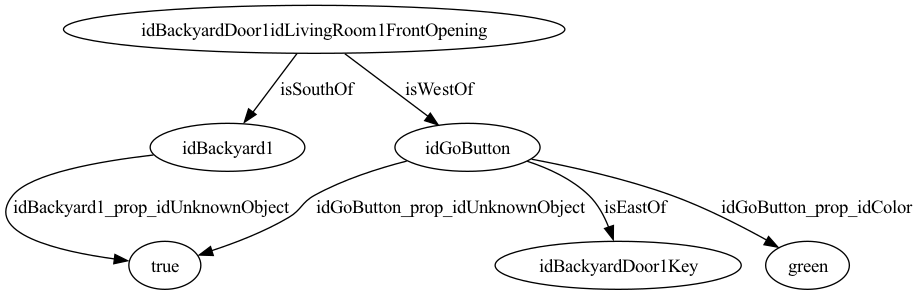 idBackyardDoor1idLivingRoom1FrontOpening
isSouthOf
isWestOf
idBackyard1
idGoButton
idBackyard1_prop_idUnknownObject
idGoButton_prop_idUnknownObject
isEastOf
idGoButton_prop_idColor
true
idBackyardDoor1Key
green